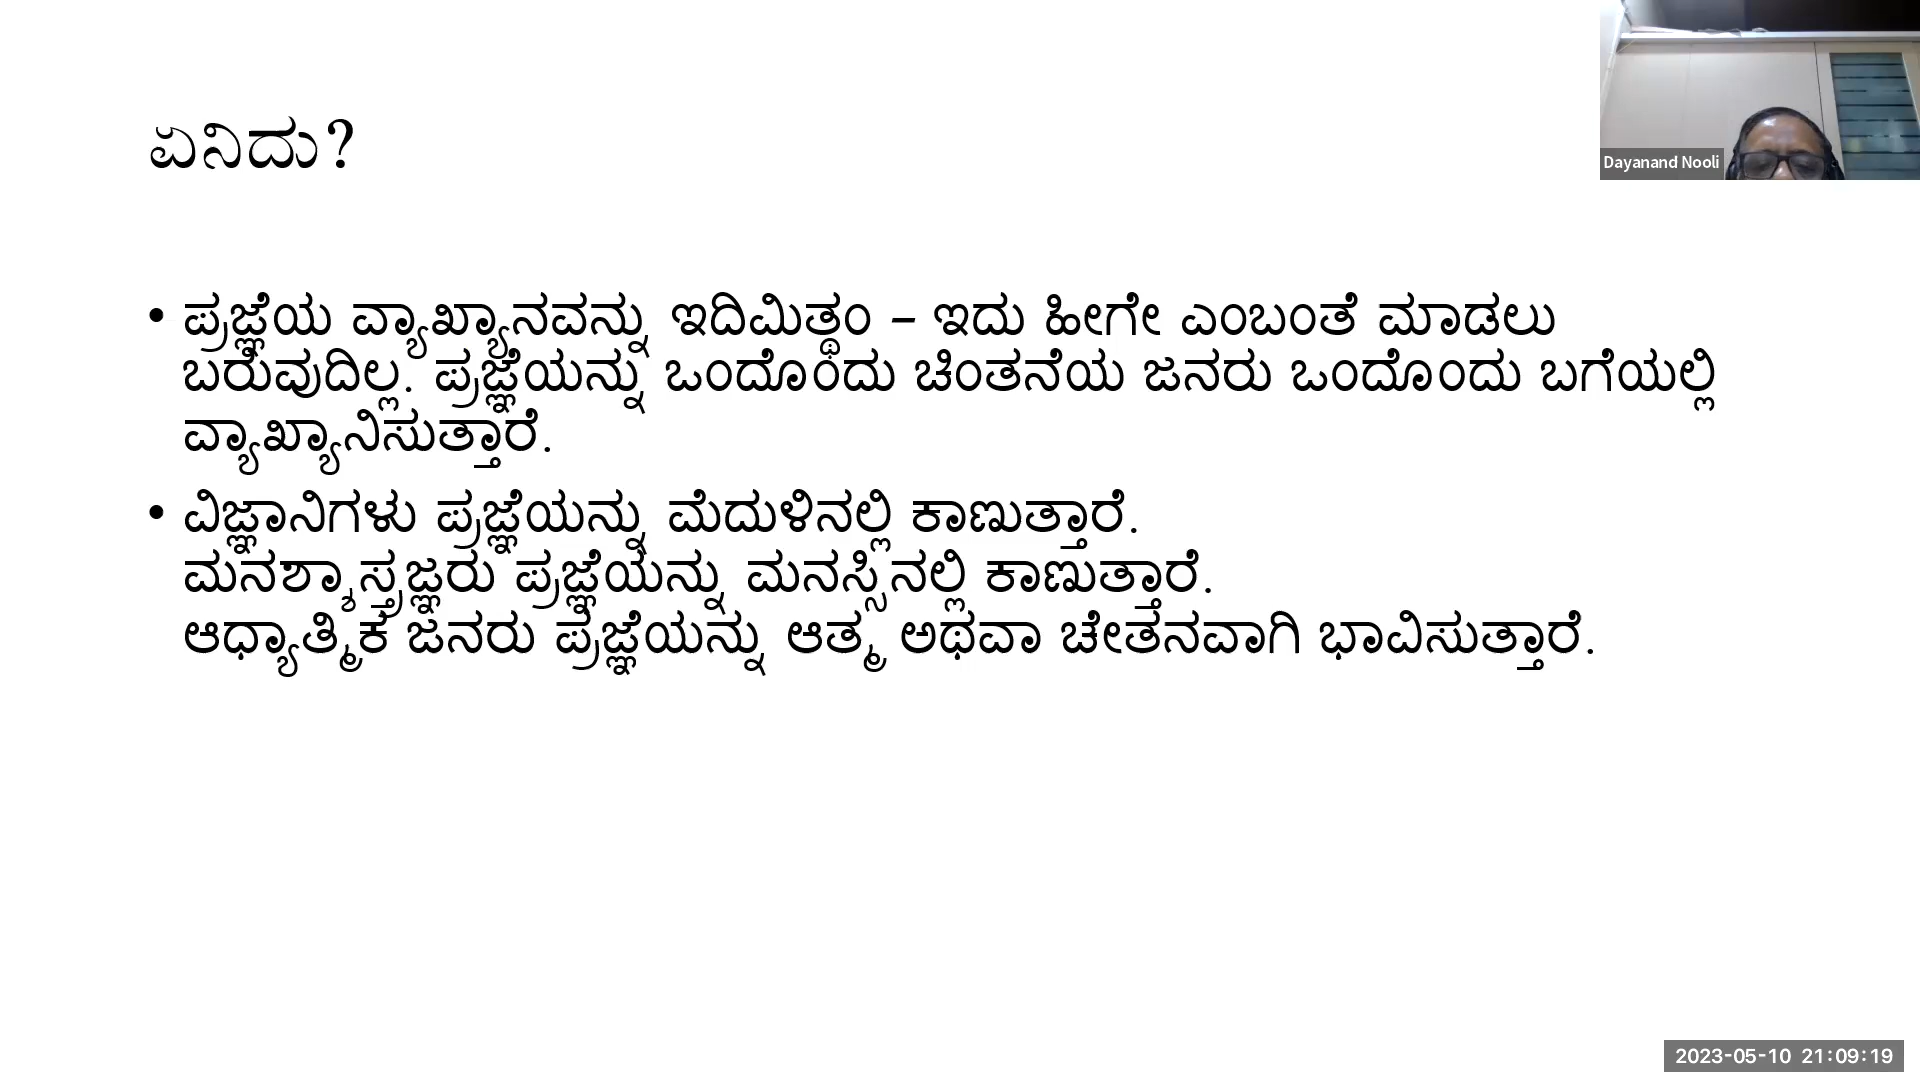 ಏನಿದು?
Dayanand Nooli
• ಪ್ರಜ್ಞೆಯ ವ್ಯಾಖ್ಯಾನವನ್ನು ಇದಿಮಿತ್ಥಂ – ಇದು ಹೀಗೇ ಎಂಬಂತೆ ಮಾಡಲು
ಬರುವುದಿಲ್ಲ. ಪ್ರಜ್ಞೆಯನ್ನು ಒಂದೊಂದು ಚಿಂತನೆಯ ಜನರು ಒಂದೊಂದು ಬಗೆಯಲ್ಲಿ
ವ್ಯಾಖ್ಯಾನಿಸುತ್ತಾರೆ.
• ವಿಜ್ಞಾನಿಗಳು ಪ್ರಜ್ಞೆಯನ್ನು ಮೆದುಳಿನಲ್ಲಿ ಕಾಣುತ್ತಾರೆ.
ಮನಶ್ಶಾಸ್ತ್ರಜ್ಞರು ಪ್ರಜ್ಞೆಯನ್ನು ಮನಸ್ಸಿನಲ್ಲಿ ಕಾಣುತ್ತಾರೆ.
ಆಧ್ಯಾತ್ಮಿಕ ಜನರು ಪ್ರಜ್ಞೆಯನ್ನು ಆತ್ಮ ಅಥವಾ ಚೇತನವಾಗಿ ಭಾವಿಸುತ್ತಾರೆ.
2023-05-10 21:09:19